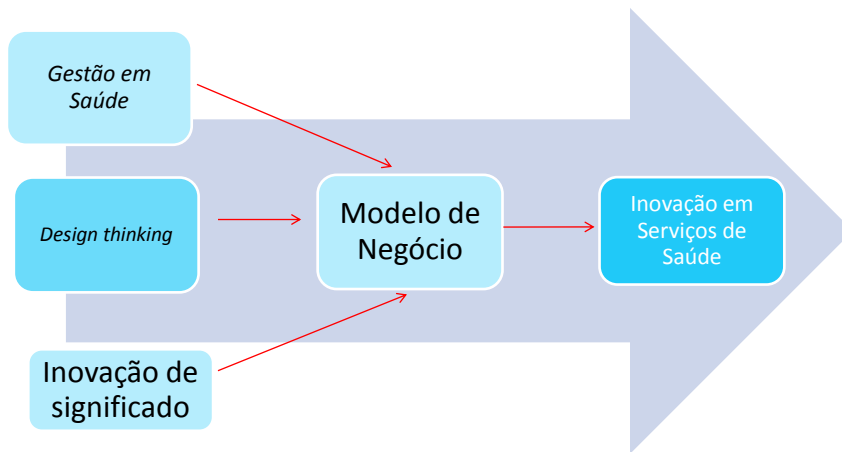 Gestão em
Saúde
Design thinking
Inovação de
significado
Modelo de
Negócio
Inovação em
Serviços de
Saúde